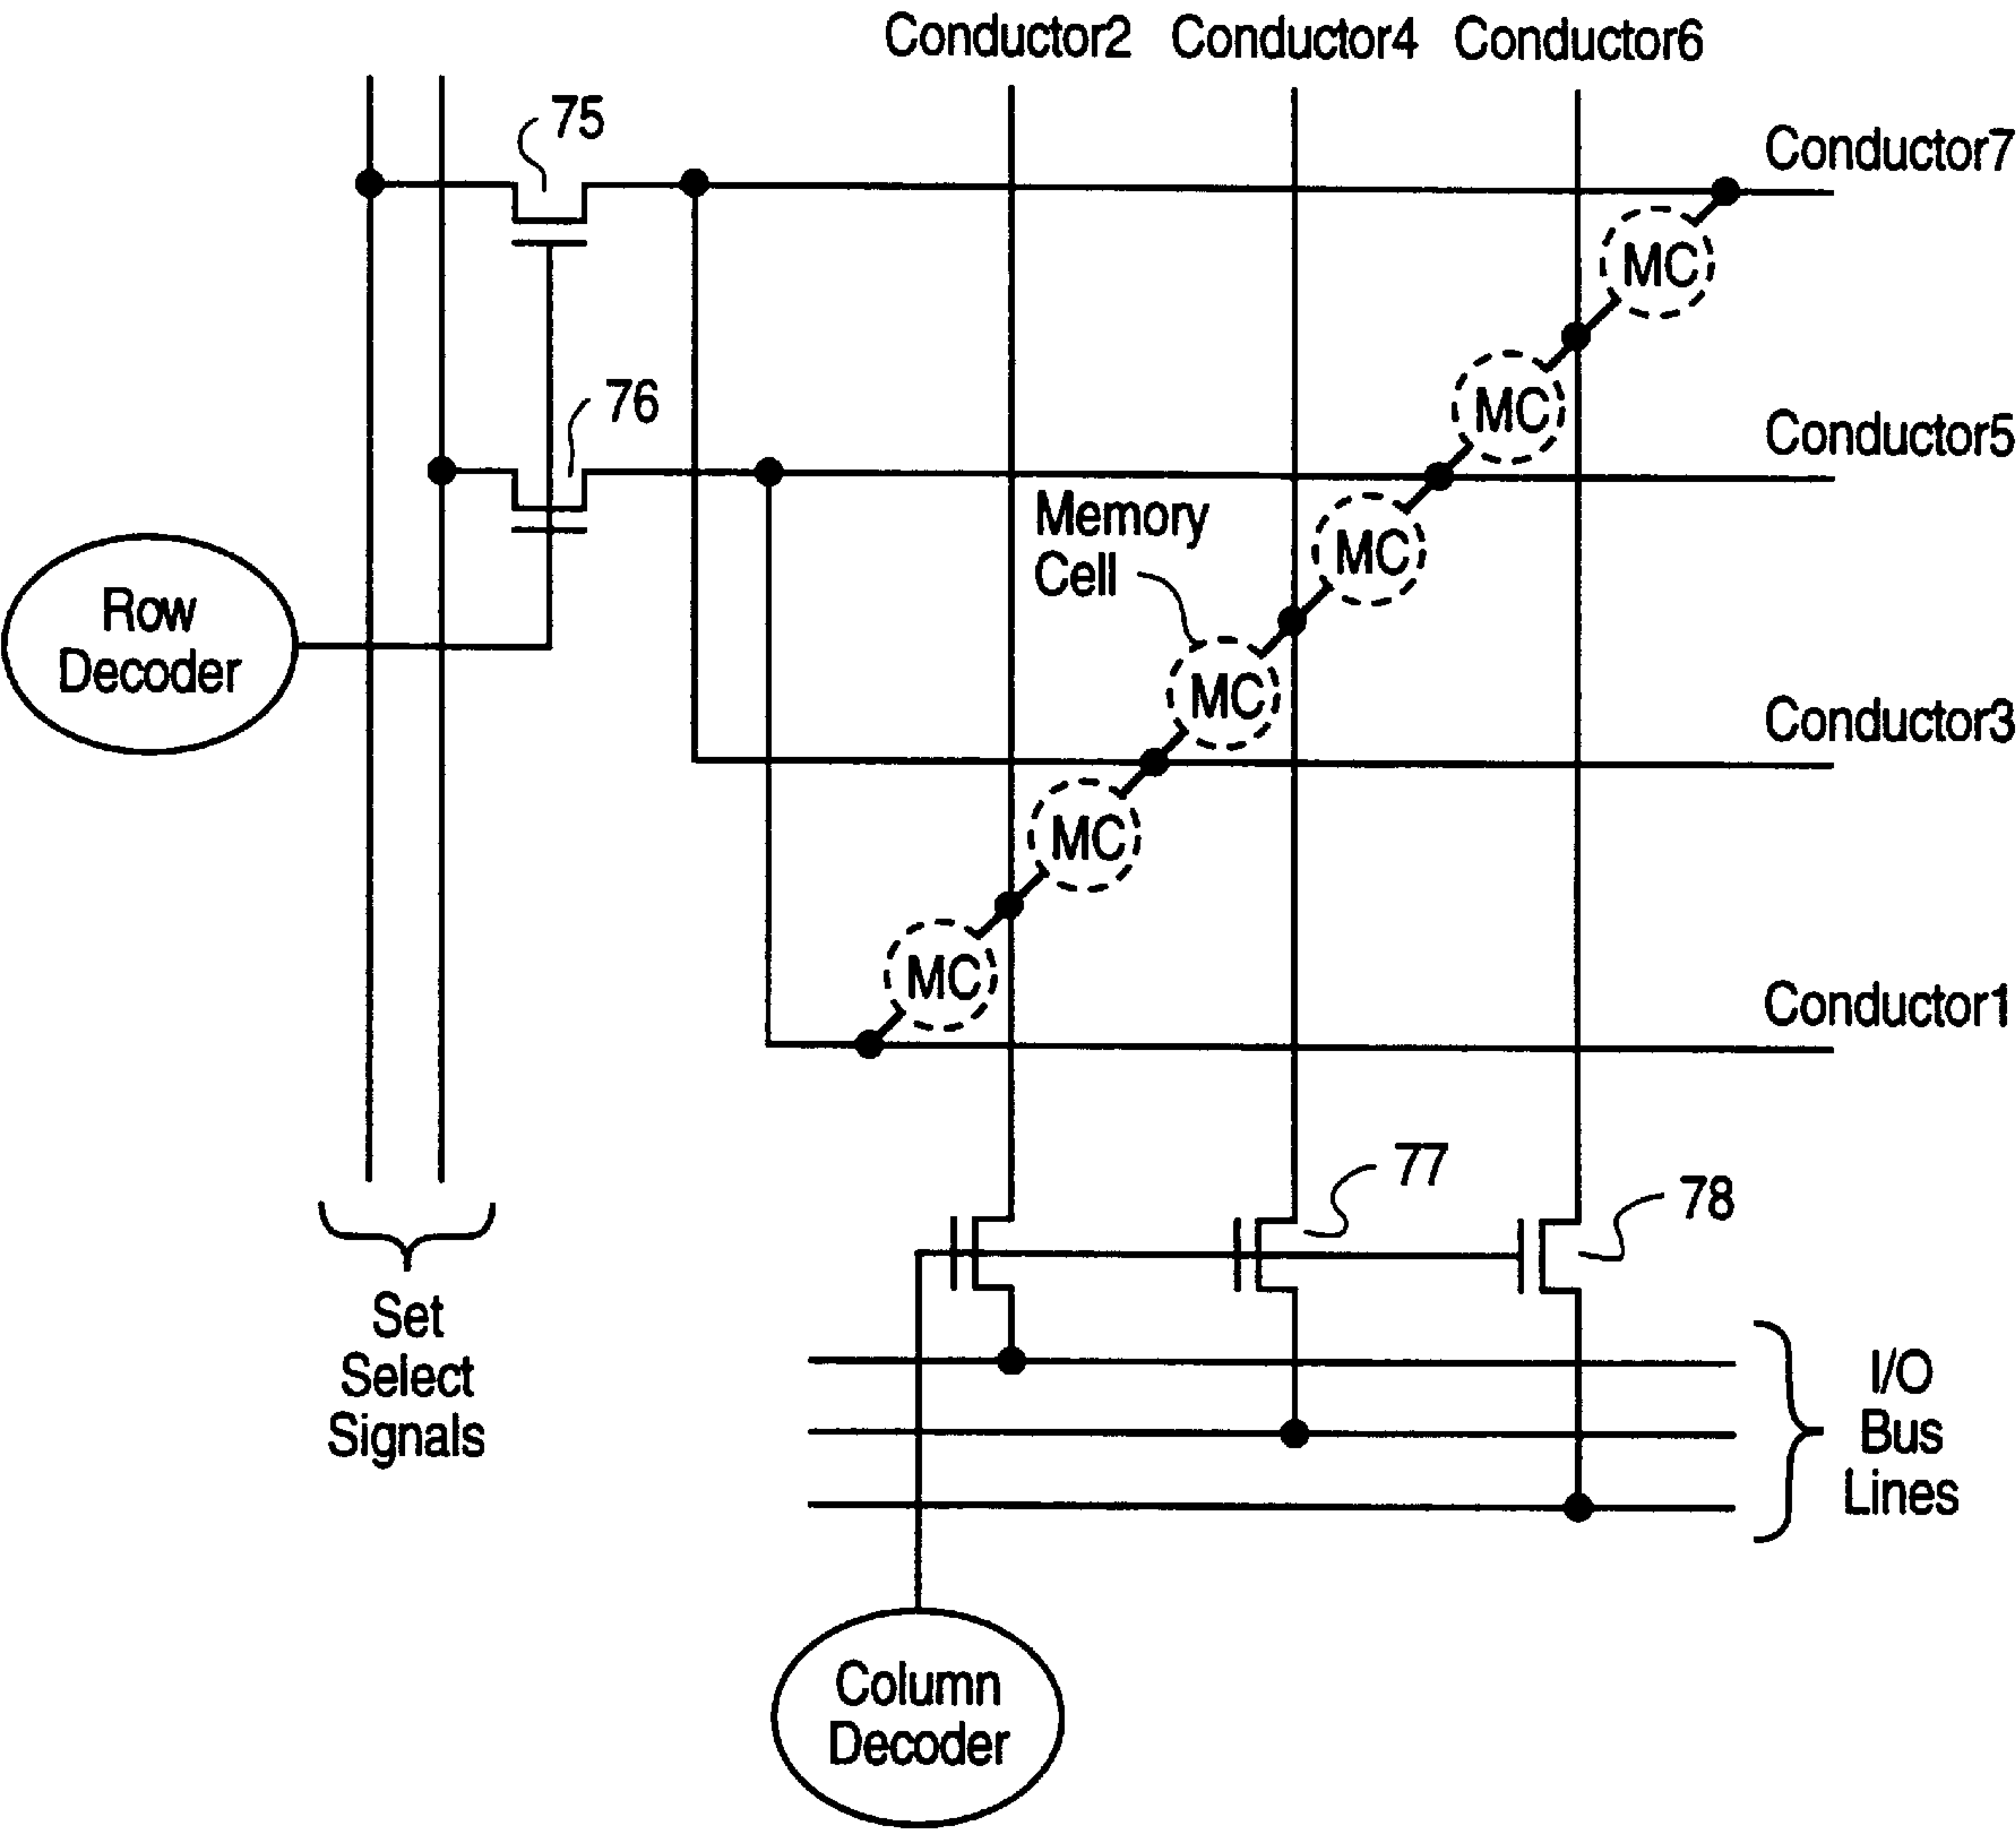 Conductor2 Conductor4 Conductor6
75
Conductor7
MC
76
MC
Conductor5
Memory
Cell
MC
Row
Decoder
MC
Conductor3
MC
MC
Conductor1
77
78
Set
Select
Signals
I/O
Bus
Lines
Column
Decoder